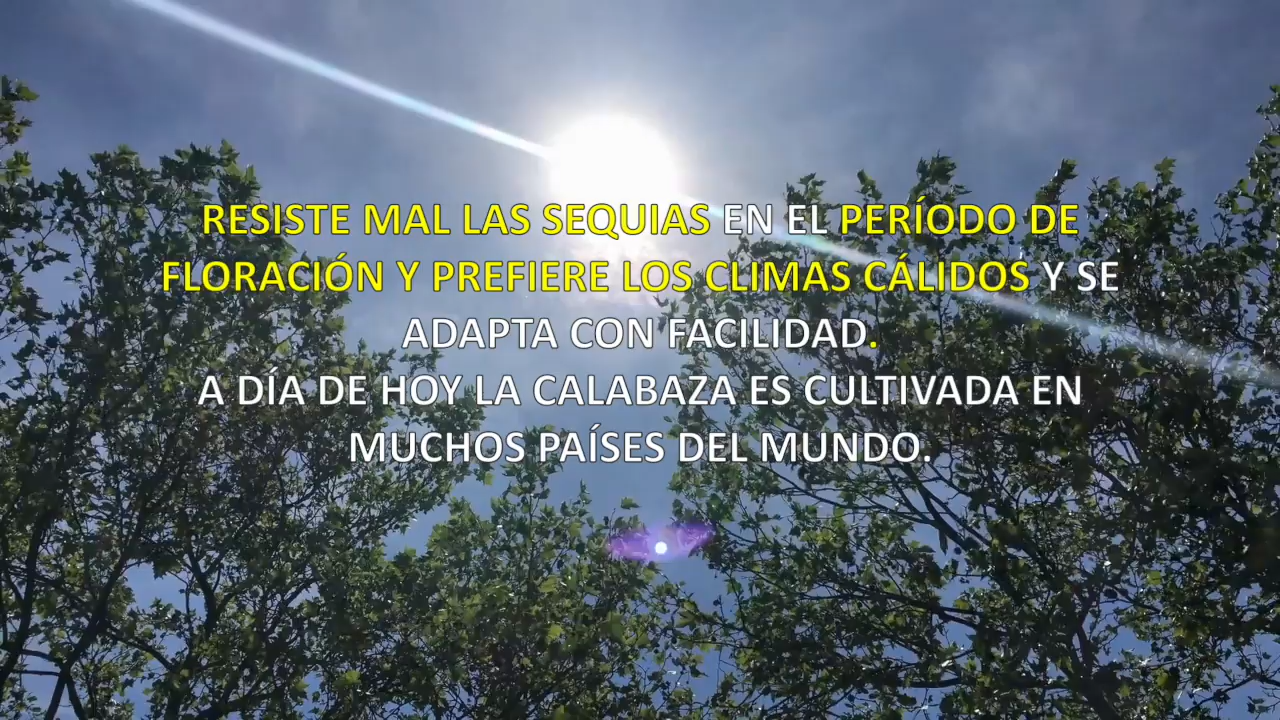 RESISTE MAL LAS SEQUIAS EN EL PERÍODO DE
FLORACIÓN Y PREFIERE LOS CLIMAS CÁLIDOS Y SE
ADAPTA CON FACILIDAD.
A DÍA DE HOY LA CALABAZA ES CULTIVADA EN
MUCHOS PAÍSES DEL MUNDO.